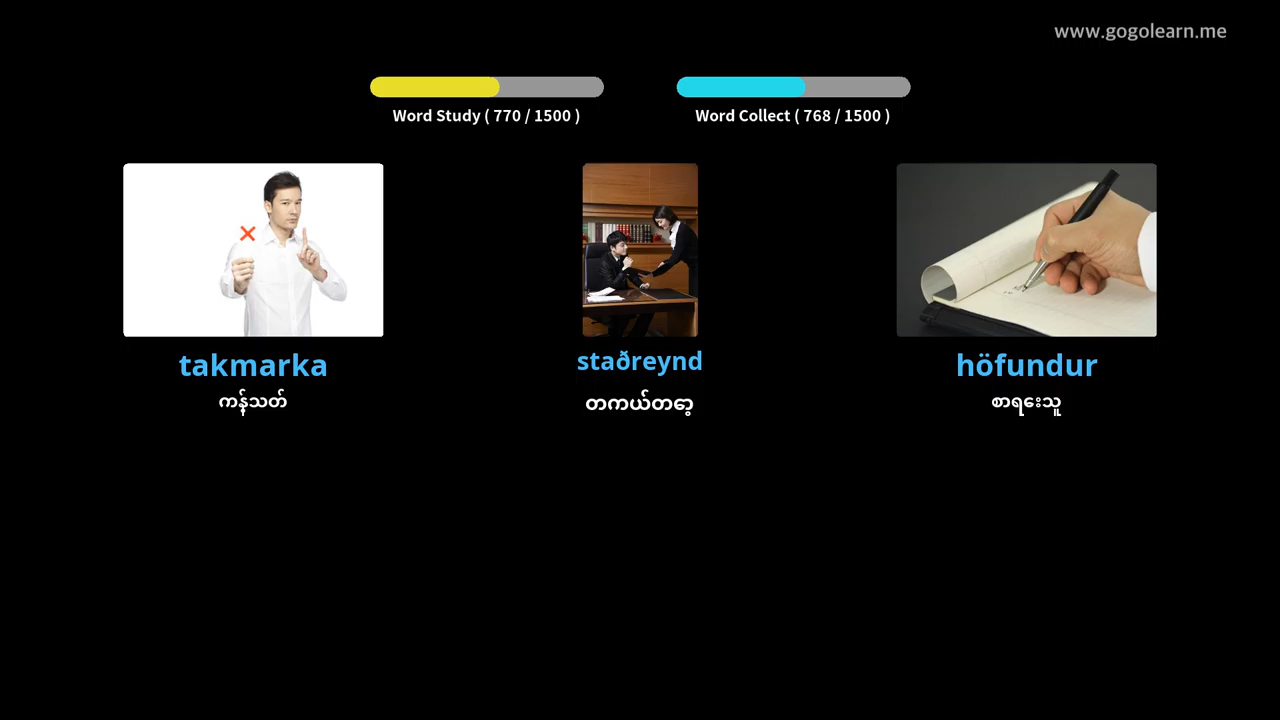 www.gogolearn.me
Word Study ( 770 / 1500 )
Word Collect ( 768 / 1500 )
takmarka
staðreynd
höfundur
ကန့်သတ်
တကယ်တော့
စာရေးသူ